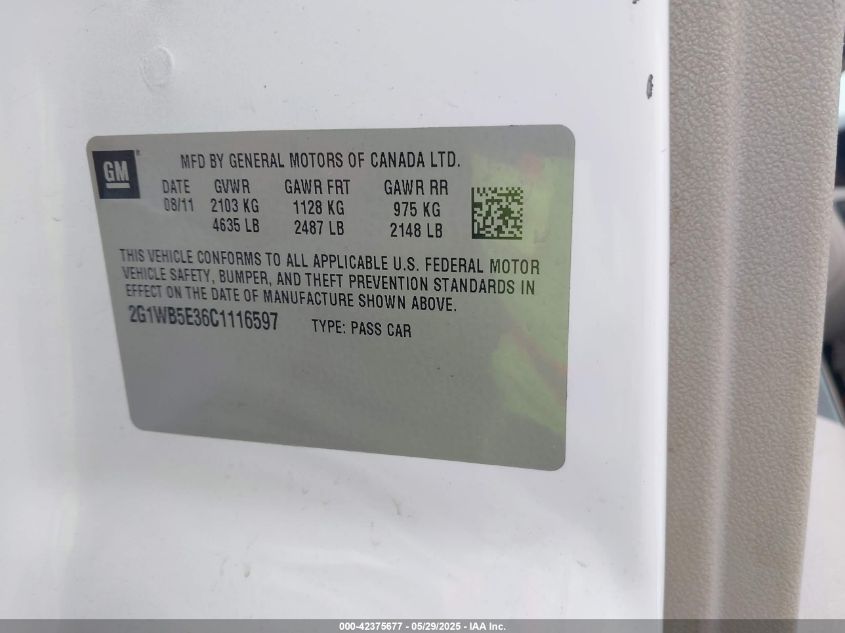 GM
MFD BY GENERAL MOTORS OF CANADA LTD.
DATE GVWR GAWR FRT GAWR RR
08/11 2103 KG 1128 KG 975 KG
4635 LB 2487 LB 2148 LB
THIS VEHICLE CONFORMS TO ALL APPLICABLE U.S. FEDERAL MOTOR
VEHICLE SAFETY, BUMPER, AND THEFT PREVENTION STANDARDS IN
EFFECT ON THE DATE OF MANUFACTURE SHOWN ABOVE.
2G1WB5E36C1116597 TYPE: PASS CAR
000-42375677 - 05/29/2025 - IAA Inc.